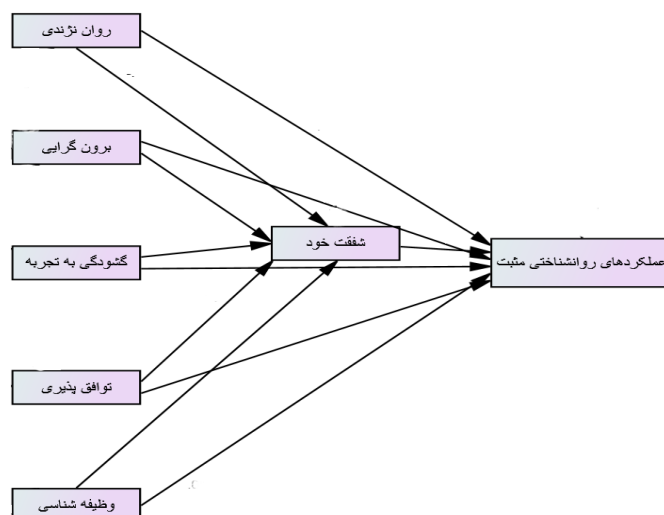 روان نژندی
برون گرایی
شفقت خود
گشودگی به تجربه
عملکردهای روانشناختی مثبت
توافق پذیری
وظیفه شناسی